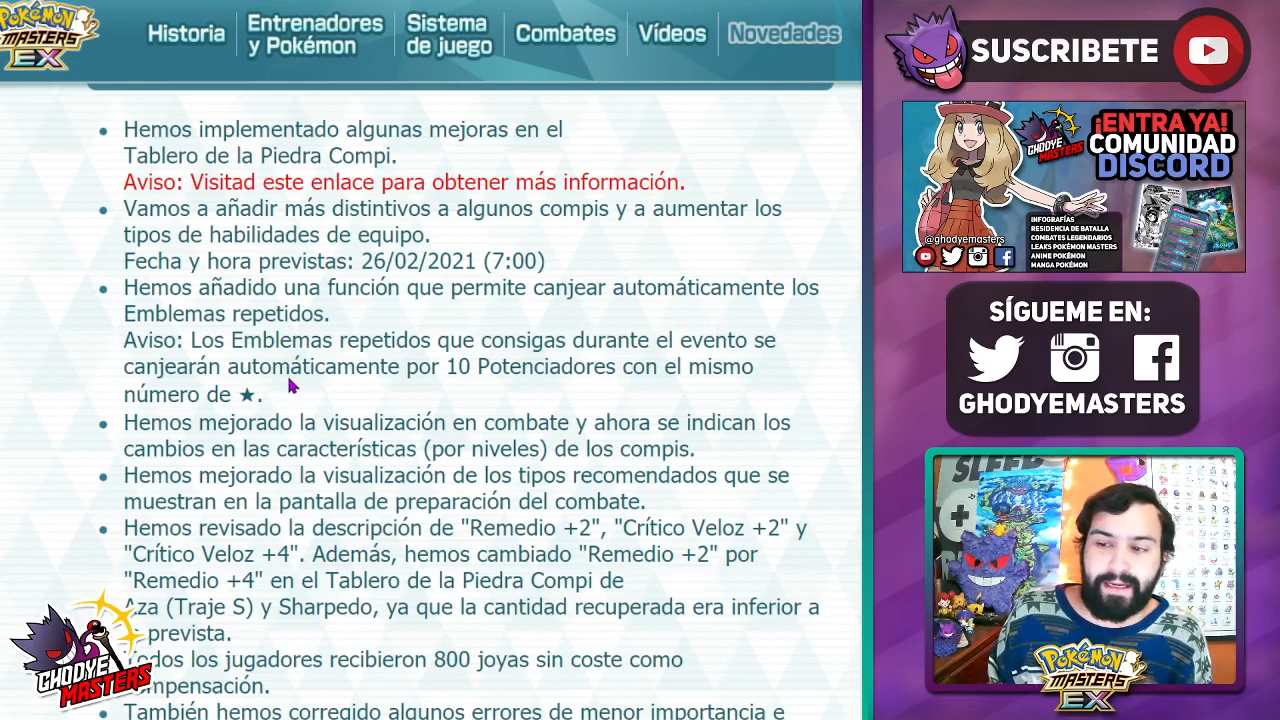 Pokémon
MASTERS
EX
Historia
Entrenadores
y Pokémon
Sistema
de juego
Combates
Vídeos
Novedades
• Hemos implementado algunas mejoras en el
Tablero de la Piedra Compi.
Aviso: Visitad este enlace para obtener más información.
• Vamos a añadir más distintivos a algunos compis y a aumentar los
tipos de habilidades de equipo.
Fecha y hora previstas: 26/02/2021 (7:00)
• Hemos añadido una función que permite canjear automáticamente los
Emblemas repetidos.
Aviso: Los Emblemas repetidos que consigas durante el evento se
canjearán automáticamente por 10 Potenciadores con el mismo
número de ★.
• Hemos mejorado la visualización en combate y ahora se indican los
cambios en las características (por niveles) de los compis.
• Hemos mejorado la visualización de los tipos recomendados que se
muestran en la pantalla de preparación del combate.
• Hemos revisado la descripción de "Remedio +2", "Crítico Veloz +2" y
"Crítico Veloz +4". Además, hemos cambiado "Remedio +2" por
"Remedio +4" en el Tablero de la Piedra Compi de
Aza (Traje S) y Sharpedo, ya que la cantidad recuperada era inferior a
prevista.
odos los jugadores recibieron 800 joyas sin coste como
mpensación.
• También hemos corregido algunos errores de menor importancia e
GHODYE
MASTERS
SUSCRIBETE
GHODYE
MASTERS
¡ENTRA YA!
COMUNIDAD
DISCORD
@ghodyemasters
INFOGRAFÍAS
RESIDENCIA DE BATALLA
COMBATES LEGENDARIOS
LEAKS POKÉMON MASTERS
ANIME POKÉMON
MANGA POKÉMON
SÍGUEME EN:
GHODYEMASTERS
SLEEP
Pokémon
MASTERS
EX